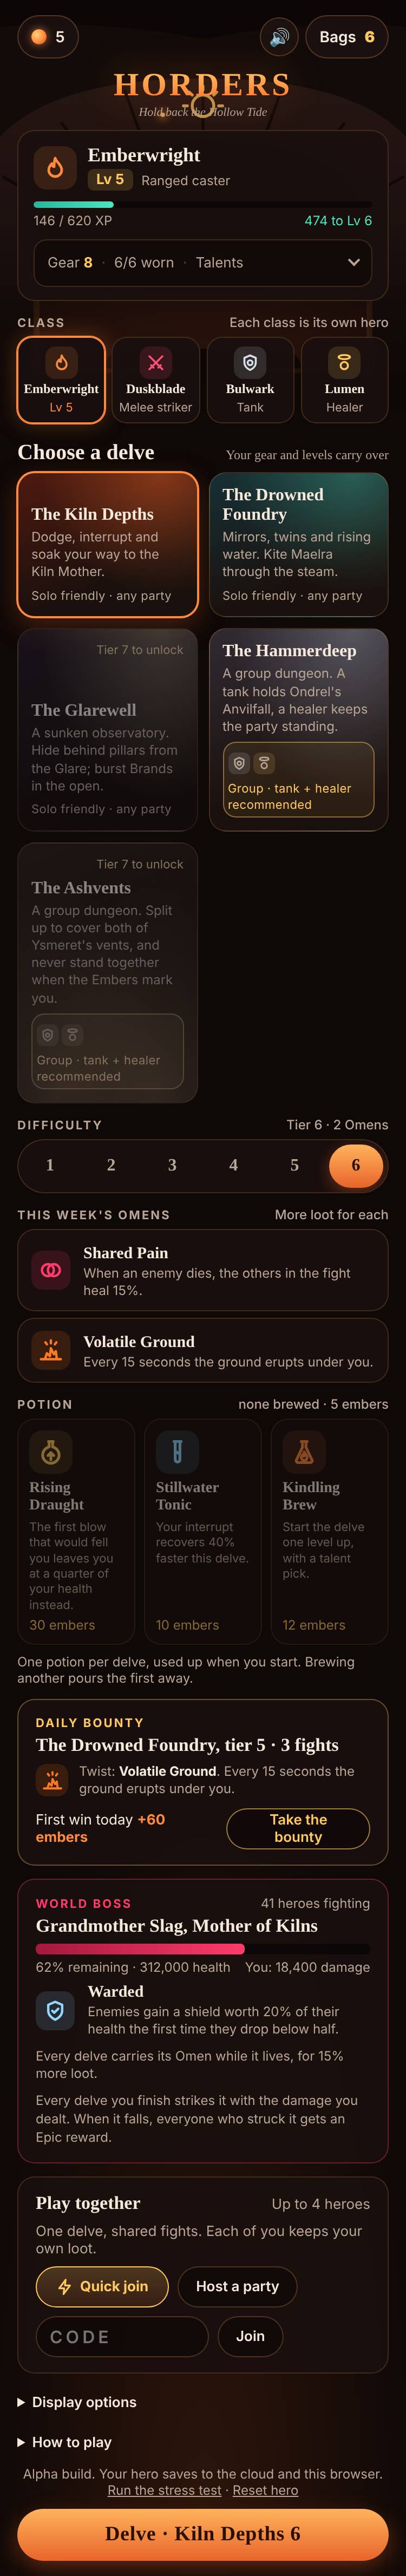 5
Bags 6
HORDERS
Hold back the Hollow Tide
Emberwright
Lv 5 Ranged caster
146 / 620 XP 474 to Lv 6
Gear 8 · 6/6 worn · Talents
CLASS Each class is its own hero
Emberwright
Lv 5
Duskblade
Melee striker
Bulwark
Tank
Lumen
Healer
Choose a delve Your gear and levels carry over
The Kiln Depths
Dodge, interrupt and
soak your way to the
Kiln Mother.
Solo friendly · any party
The Drowned
Foundry
Mirrors, twins and rising
water. Kite Maelra
through the steam.
Solo friendly · any party
Tier 7 to unlock
The Glarewell
A sunken observatory.
Hide behind pillars from
the Glare; burst Brands
in the open.
Solo friendly · any party
The Hammerdeep
A group dungeon. A
tank holds Ondrel's
Anvilfall, a healer keeps
the party standing.
Group · tank + healer
recommended
Tier 7 to unlock
The Ashvents
A group dungeon. Split
up to cover both of
Ysmeret's vents, and
never stand together
when the Embers mark
you.
Group · tank + healer
recommended
DIFFICULTY Tier 6 · 2 Omens
1 2 3 4 5 6
THIS WEEK'S OMENS More loot for each
Shared Pain
When an enemy dies, the others in the fight
heal 15%.
Volatile Ground
Every 15 seconds the ground erupts under you.
POTION none brewed · 5 embers
Rising
Draught
The first blow
that would fell
you leaves you
at a quarter of
your health
instead.
30 embers
Stillwater
Tonic
Your interrupt
recovers 40%
faster this delve.
10 embers
Kindling
Brew
Start the delve
one level up,
with a talent
pick.
12 embers
One potion per delve, used up when you start. Brewing
another pours the first away.
DAILY BOUNTY
The Drowned Foundry, tier 5 · 3 fights
Twist: Volatile Ground. Every 15 seconds the
ground erupts under you.
First win today +60
embers
Take the
bounty
WORLD BOSS 41 heroes fighting
Grandmother Slag, Mother of Kilns
62% remaining · 312,000 health You: 18,400 damage
Warded
Enemies gain a shield worth 20% of their
health the first time they drop below half.
Every delve carries its Omen while it lives, for 15%
more loot.
Every delve you finish strikes it with the damage you
dealt. When it falls, everyone who struck it gets an
Epic reward.
Play together Up to 4 heroes
One delve, shared fights. Each of you keeps your
own loot.
Quick join Host a party
CODE Join
Display options
How to play
Alpha build. Your hero saves to the cloud and this browser.
Run the stress test · Reset hero
Delve · Kiln Depths 6